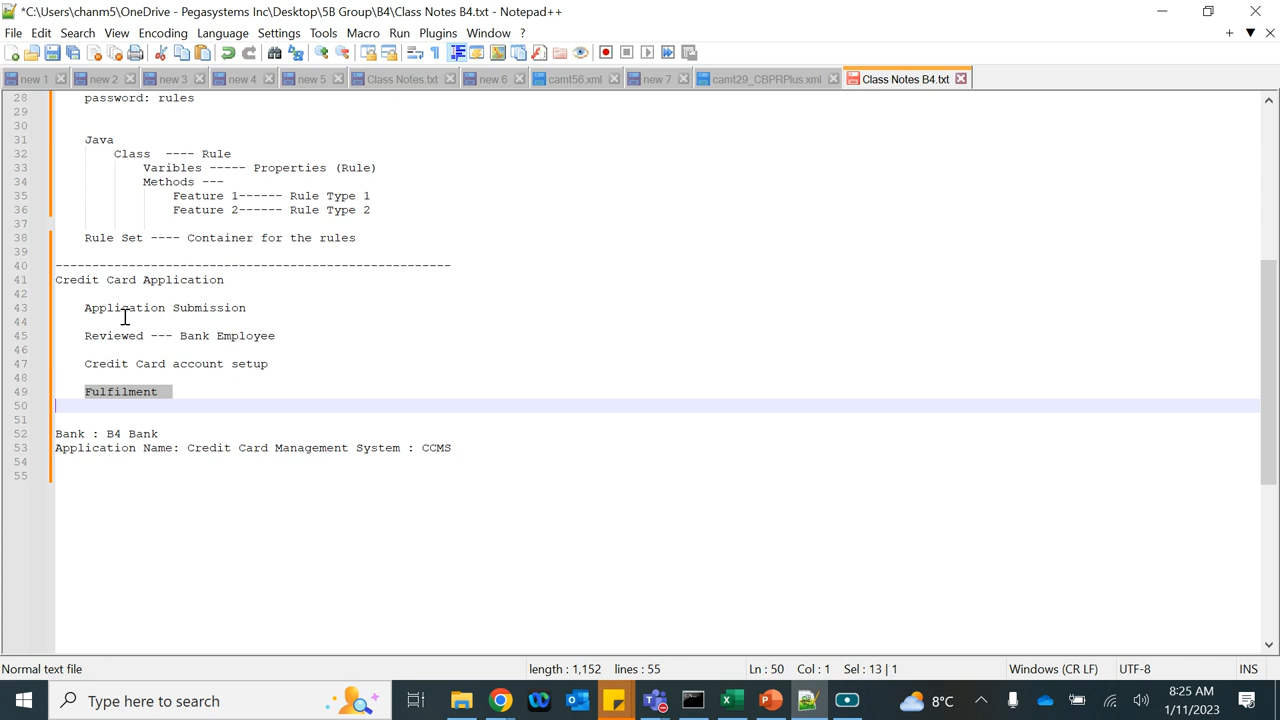 *C:\Users\chanm5\OneDrive - Pegasystems Inc\Desktop\5B Group\B4\Class Notes B4.txt - Notepad++
File Edit Search View Encoding Language Settings Tools Macro Run Plugins Window ?
new 1 new 2 new 3 new 4 new 5 Class Notes.txt new 6 camt56.xml new 7 camt29_CBPRPlus.xml Class Notes B4.txt
28 password: rules
29
30
31 Java
32 Class ---- Rule
33 Varibles ----- Properties (Rule)
34 Methods ---
35 Feature 1------ Rule Type 1
36 Feature 2------ Rule Type 2
37
38 Rule Set ---- Container for the rules
39
40 ------------------------------------------------------
41 Credit Card Application
42
43 Application Submission
44
45 Reviewed --- Bank Employee
46
47 Credit Card account setup
48
49 Fulfilment
50
51
52 Bank : B4 Bank
53 Application Name: Credit Card Management System : CCMS
54
55
Normal text file length : 1,152 lines : 55 Ln : 50 Col : 1 Sel : 13 | 1 Windows (CR LF) UTF-8 INS
Type here to search 8°C 8:25 AM
1/11/2023